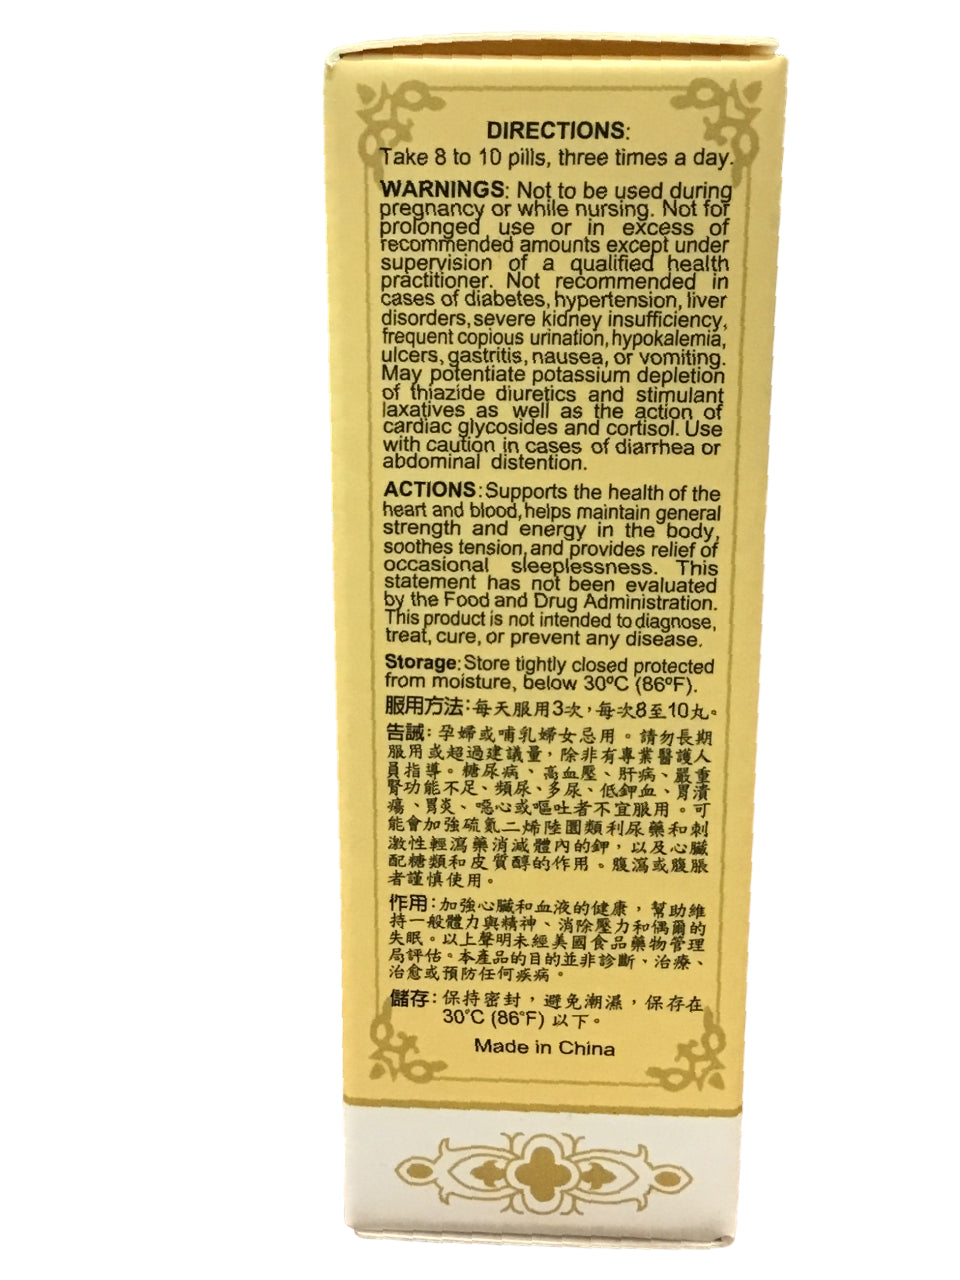 DIRECTIONS:
Take 8 to 10 pills, three times a day.
WARNINGS: Not to be used during
pregnancy or while nursing. Not for
prolonged use or in excess of
recommended amounts except under
supervision of a qualified health
practitioner. Not recommended in
cases of diabetes, hypertension, liver
disorders, severe kidney insufficiency,
frequent copious urination, hypokalemia,
ulcers, gastritis, nausea, or vomiting.
May potentiate potassium depletion
of thiazide diuretics and stimulant
laxatives as well as the action of
cardiac glycosides and cortisol. Use
with caution in cases of diarrhea or
abdominal distention.
ACTIONS: Supports the health of the
heart and blood, helps maintain general
strength and energy in the body,
soothes tension, and provides relief of
occasional sleeplessness. This
statement has not been evaluated
by the Food and Drug Administration.
This product is not intended to diagnose,
treat, cure, or prevent any disease.
Storage: Store tightly closed protected
from moisture, below 30ºC (86ºF).
服用方法：每天服用3次，每次8至10丸。
告誡：孕婦或哺乳婦女忌用。請勿長期
服用或超過建議量，除非有專業醫護人
員指導。糖尿病、高血壓、肝病、嚴重
腎功能不足、頻尿、多尿、低鉀血、胃潰
瘍、胃炎、噁心或嘔吐者不宜服用。可
能會加強硫氮二烯陸圜類利尿藥和刺
激性輕瀉藥消減體內的鉀，以及心臟
配糖類和皮質醇的作用。腹瀉或腹脹
者謹慎使用。
作用：加強心臟和血液的健康，幫助維
持一般體力與精神、消除壓力和偶爾的
失眠。以上聲明未經美國食品藥物管理
局評估。本產品的目的並非診斷、治療、
治愈或預防任何疾病。
儲存：保持密封，避免潮濕，保存在
30°C (86°F) 以下。
Made in China